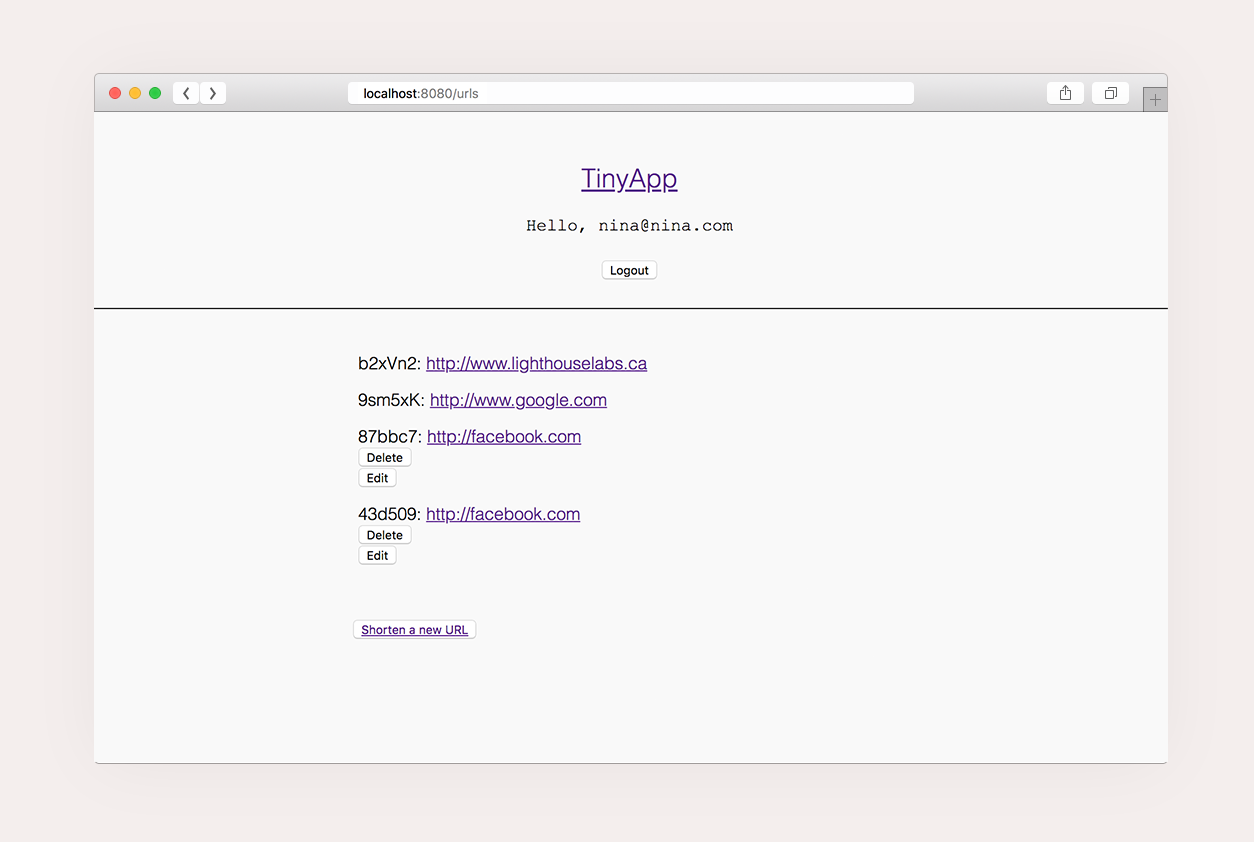 localhost:8080/urls
TinyApp
Hello, nina@nina.com
Logout
b2xVn2: http://www.lighthouselabs.ca
9sm5xK: http://www.google.com
87bbc7: http://facebook.com
Delete
Edit
43d509: http://facebook.com
Delete
Edit
Shorten a new URL